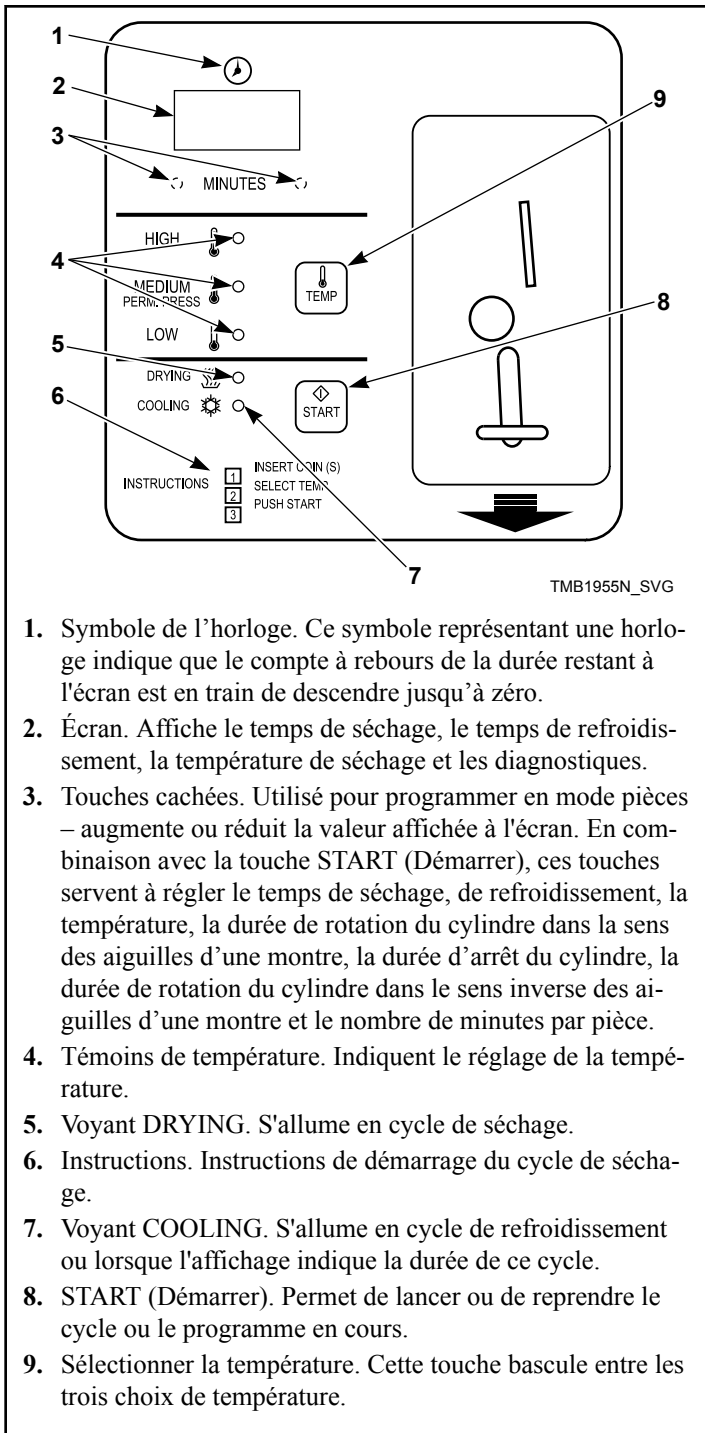 1
2
3
9
MINUTES
HIGH
4
MEDIUM
PERM. PRESS
TEMP
8
LOW
5
DRYING
6
COOLING
START
INSTRUCTIONS
1 INSERT COIN (S)
2 SELECT TEMP
3 PUSH START
7
TMB1955N_SVG
1. Symbole de l’horloge. Ce symbole représentant une horlo-
ge indique que le compte à rebours de la durée restant à
l'écran est en train de descendre jusqu’à zéro.
2. Écran. Affiche le temps de séchage, le temps de refroidis-
sement, la température de séchage et les diagnostiques.
3. Touches cachées. Utilisé pour programmer en mode pièces
– augmente ou réduit la valeur affichée à l'écran. En com-
binaison avec la touche START (Démarrer), ces touches
servent à régler le temps de séchage, de refroidissement, la
température, la durée de rotation du cylindre dans la sens
des aiguilles d’une montre, la durée d’arrêt du cylindre, la
durée de rotation du cylindre dans le sens inverse des ai-
guilles d’une montre et le nombre de minutes par pièce.
4. Témoins de température. Indiquent le réglage de la tempé-
rature.
5. Voyant DRYING. S'allume en cycle de séchage.
6. Instructions. Instructions de démarrage du cycle de sécha-
ge.
7. Voyant COOLING. S'allume en cycle de refroidissement
ou lorsque l'affichage indique la durée de ce cycle.
8. START (Démarrer). Permet de lancer ou de reprendre le
cycle ou le programme en cours.
9. Sélectionner la température. Cette touche bascule entre les
trois choix de température.